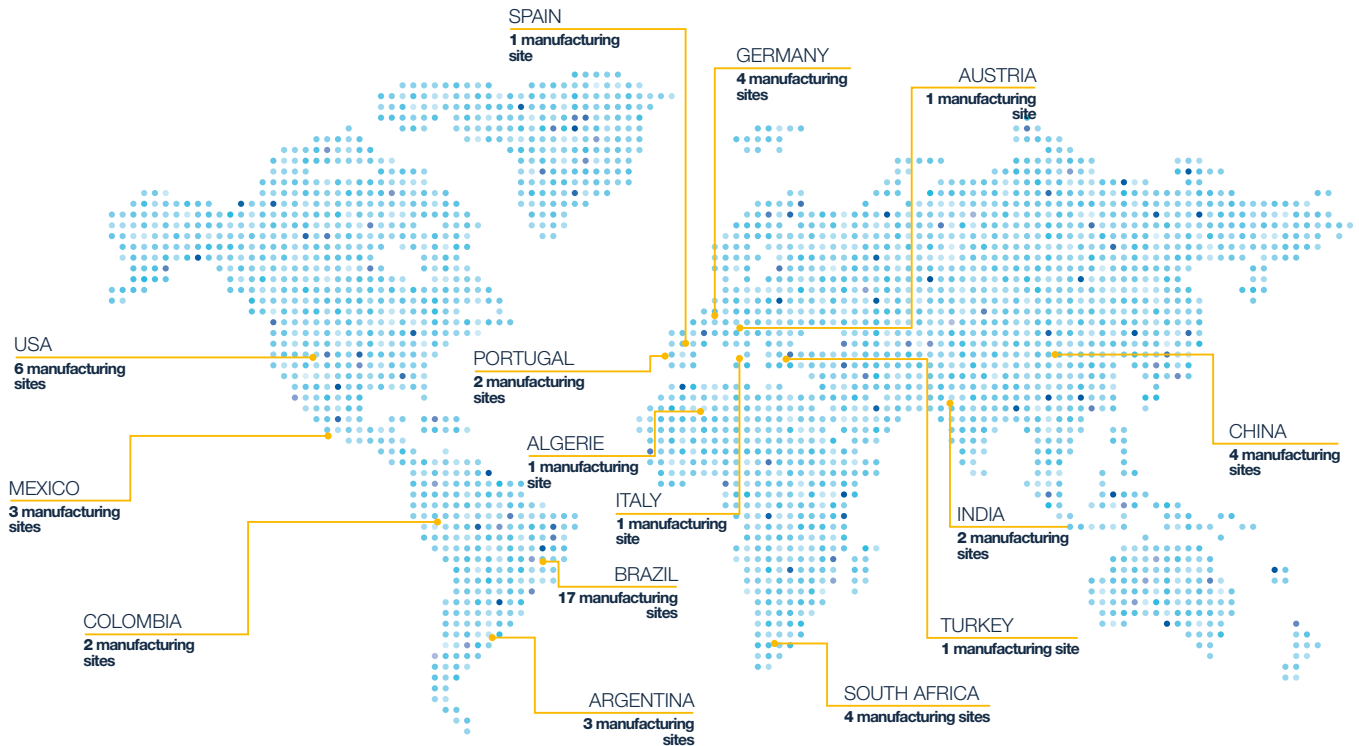 SPAIN
1 manufacturing
site
GERMANY
4 manufacturing
sites
AUSTRIA
1 manufacturing
site
USA
6 manufacturing
sites
PORTUGAL
2 manufacturing
sites
ALGERIE
1 manufacturing
site
CHINA
4 manufacturing
sites
MEXICO
3 manufacturing
sites
ITALY
1 manufacturing
site
INDIA
2 manufacturing
sites
BRAZIL
17 manufacturing
sites
COLOMBIA
2 manufacturing
sites
TURKEY
1 manufacturing site
ARGENTINA
3 manufacturing
sites
SOUTH AFRICA
4 manufacturing sites